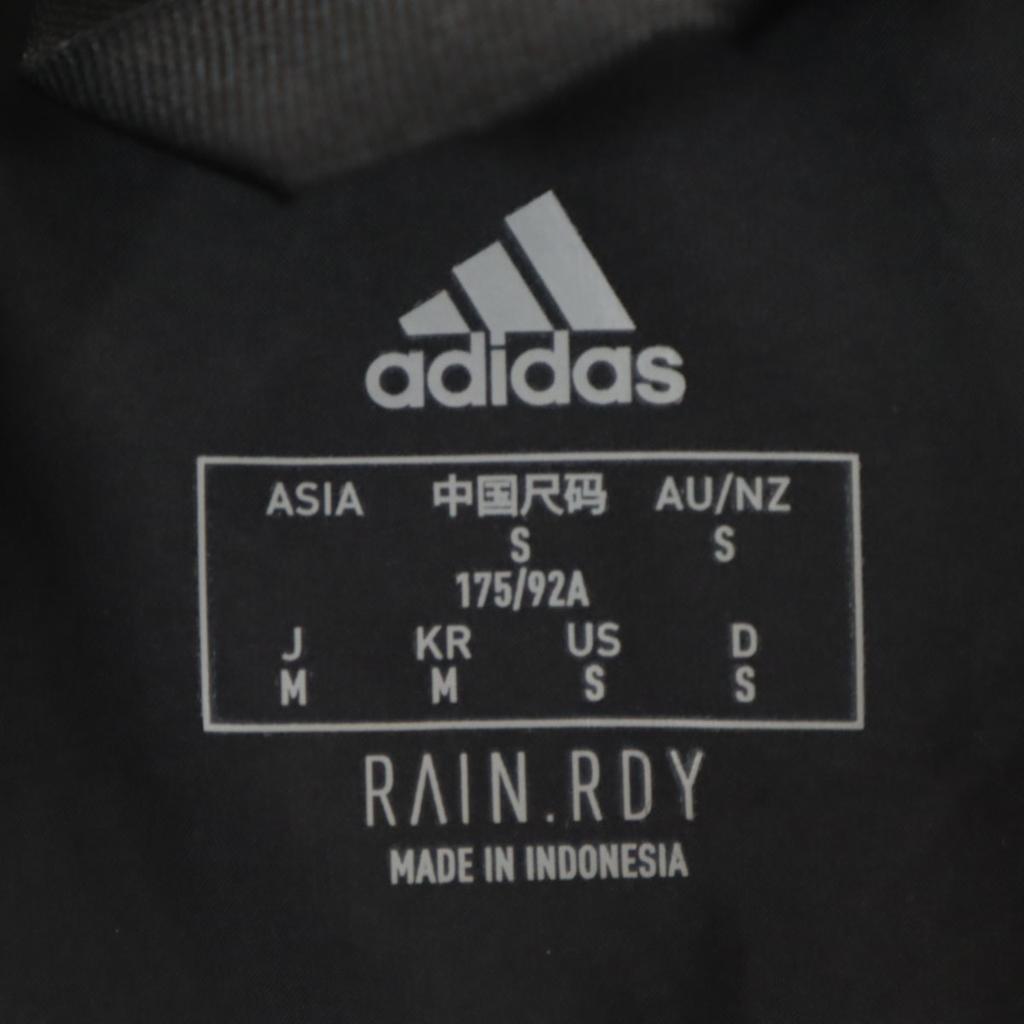 adidas
ASIA 中国尺码 AU/NZ
S S
175/92A
J KR US D
M M S S
RAIN.RDY
MADE IN INDONESIA